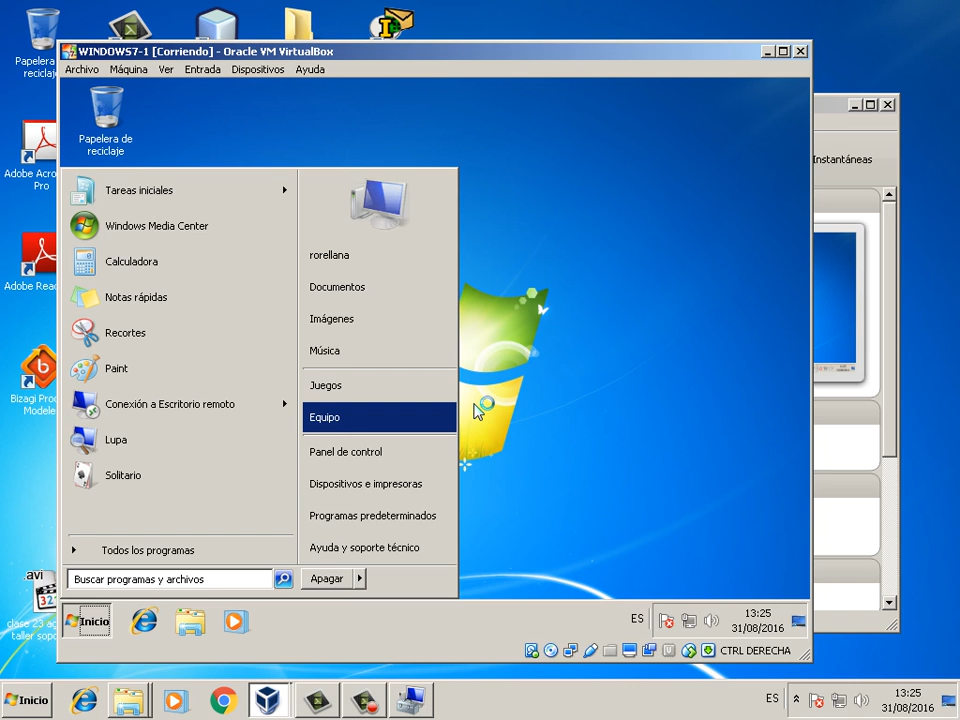 Papelera
reciclaje
Adobe Acro
Pro
Adobe Rea
Bizagi Pro
Modele
.avi
321
clase 23 ag
taller sopo
WINDOWS7-1 [Corriendo] - Oracle VM VirtualBox
Archivo Máquina Ver Entrada Dispositivos Ayuda
Papelera de
reciclaje
Instantáneas
Tareas iniciales
Windows Media Center
Calculadora
Notas rápidas
Recortes
Paint
Conexión a Escritorio remoto
Lupa
Solitario
Todos los programas
Buscar programas y archivos
rorellana
Documentos
Imágenes
Música
Juegos
Equipo
Panel de control
Dispositivos e impresoras
Programas predeterminados
Ayuda y soporte técnico
Apagar
Inicio
ES
13:25
31/08/2016
CTRL DERECHA
Inicio
ES
13:25
31/08/2016